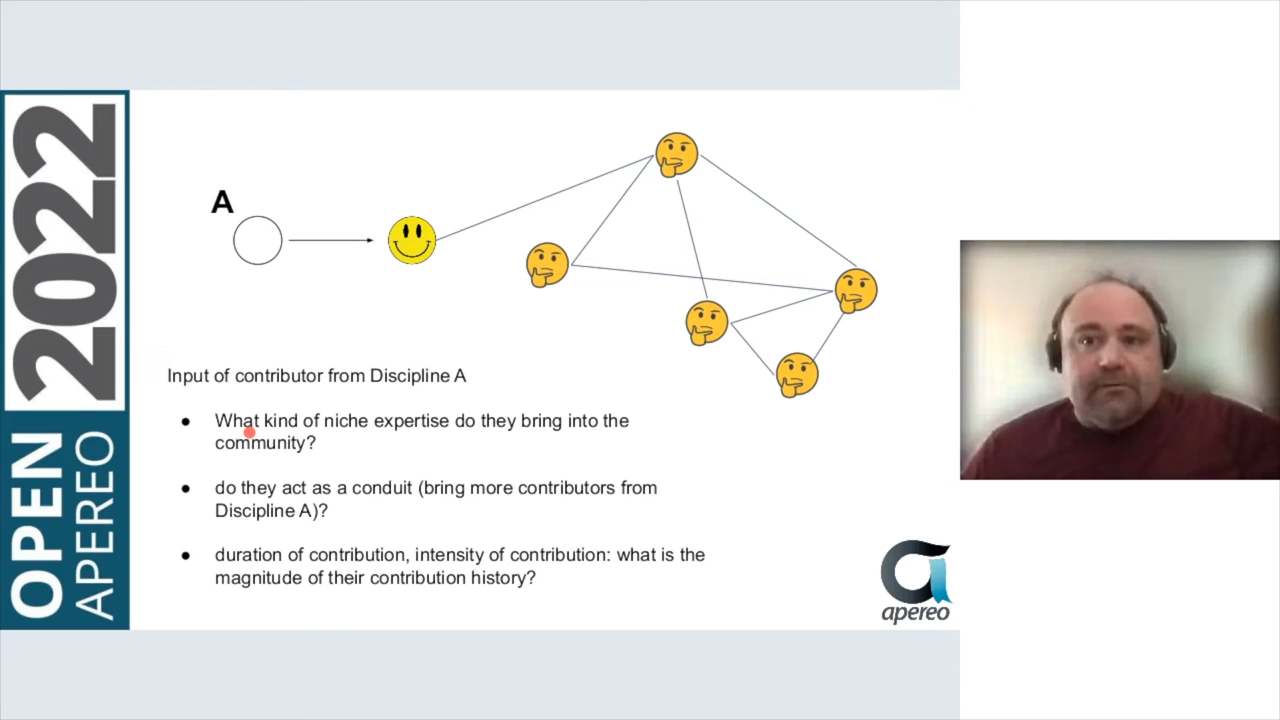 OPEN 2022
APEREO
A
Input of contributor from Discipline A
● What kind of niche expertise do they bring into the
community?
● do they act as a conduit (bring more contributors from
Discipline A)?
● duration of contribution, intensity of contribution: what is the
magnitude of their contribution history?
apereo